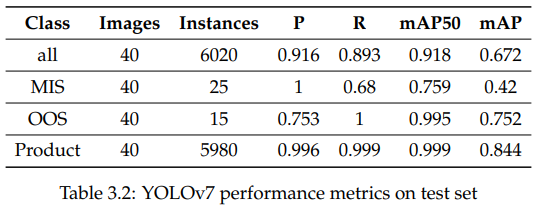 Class Images Instances P R mAP50 mAP
all 40 6020 0.916 0.893 0.918 0.672
MIS 40 25 1 0.68 0.759 0.42
OOS 40 15 0.753 1 0.995 0.752
Product 40 5980 0.996 0.999 0.999 0.844
Table 3.2: YOLOv7 performance metrics on test set